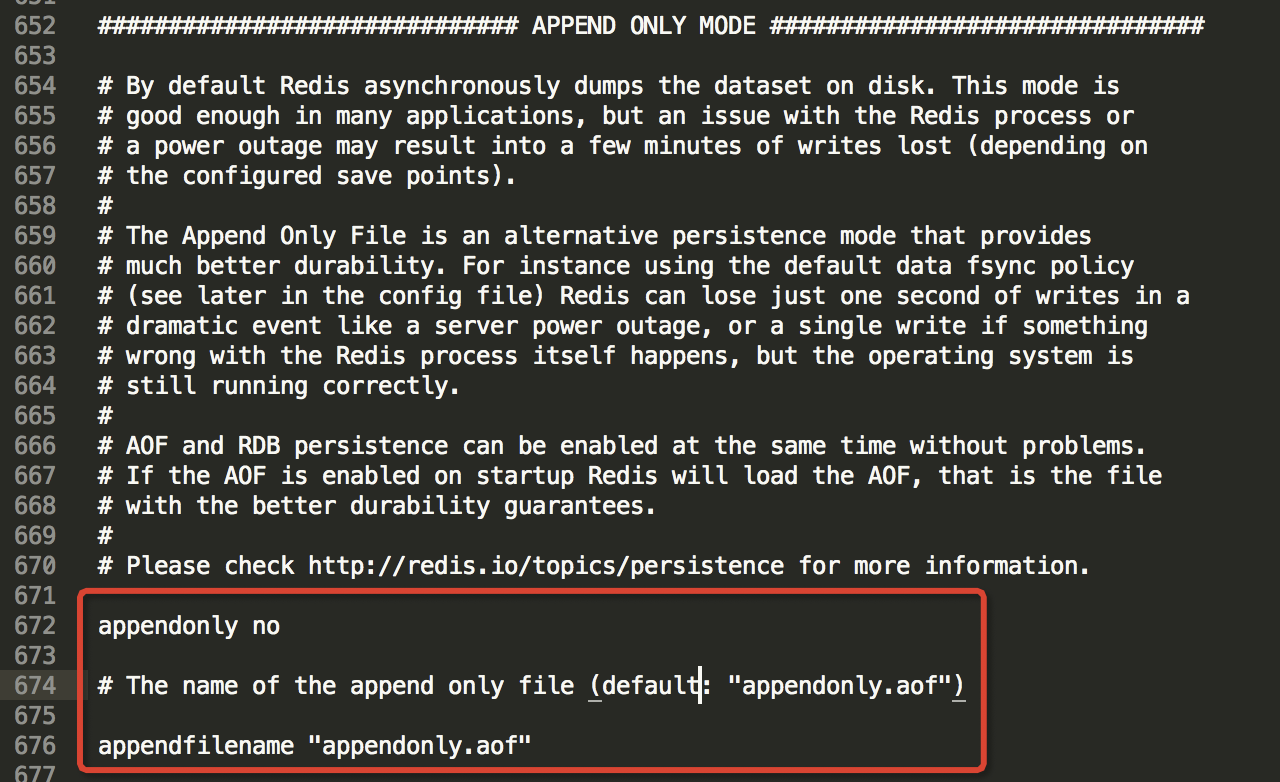 651
652 ############################## APPEND ONLY MODE ###############################
653
654 # By default Redis asynchronously dumps the dataset on disk. This mode is
655 # good enough in many applications, but an issue with the Redis process or
656 # a power outage may result into a few minutes of writes lost (depending on
657 # the configured save points).
658 #
659 # The Append Only File is an alternative persistence mode that provides
660 # much better durability. For instance using the default data fsync policy
661 # (see later in the config file) Redis can lose just one second of writes in a
662 # dramatic event like a server power outage, or a single write if something
663 # wrong with the Redis process itself happens, but the operating system is
664 # still running correctly.
665 #
666 # AOF and RDB persistence can be enabled at the same time without problems.
667 # If the AOF is enabled on startup Redis will load the AOF, that is the file
668 # with the better durability guarantees.
669 #
670 # Please check http://redis.io/topics/persistence for more information.
671
672 appendonly no
673
674 # The name of the append only file (default: "appendonly.aof")
675
676 appendfilename "appendonly.aof"
677